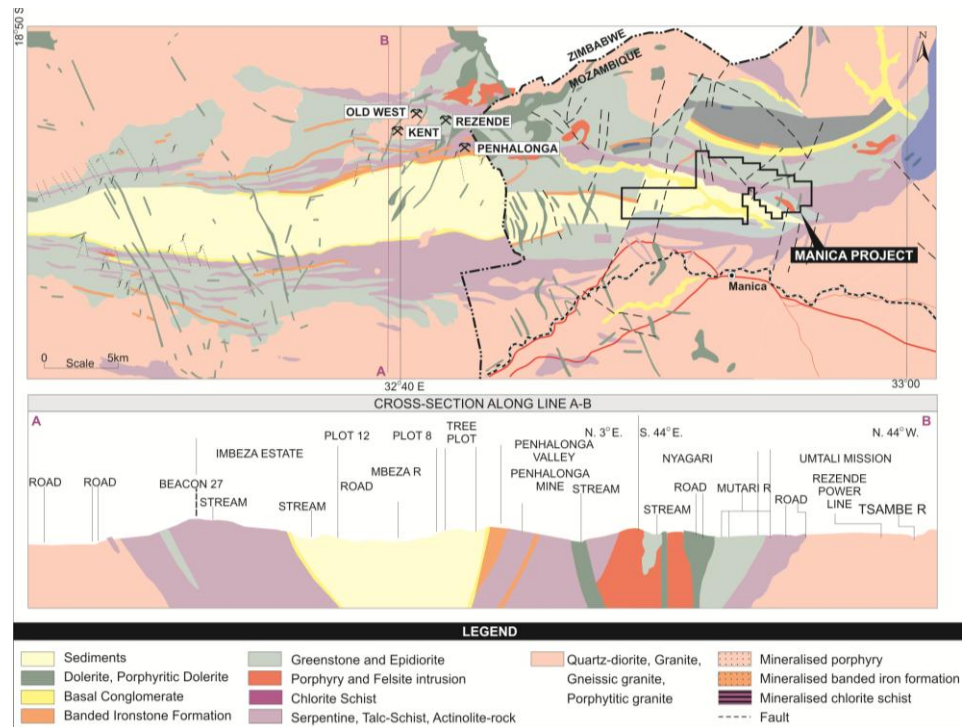 18°50 S
B
ZIMBABWE
MOZAMBIQUE
N
OLD WEST
REZENDE
KENT
PENHALONGA
MANICA PROJECT
Manica
0 Scale 5km
A
32°40 E
33°00
CROSS-SECTION ALONG LINE A-B
A
B
TREE
PLOT
PLOT 12
PLOT 8
N. 3°E.
S. 44°E.
N. 44°W.
IMBEZA ESTATE
PENHALONGA
VALLEY
NYAGARI
UMTALI MISSION
MBEZA R
ROAD
ROAD
BEACON 27
ROAD
PENHALONGA
MINE
STREAM
ROAD
MUTARI R
REZENDE
POWER
LINE
TSAMBE R
STREAM
STREAM
STREAM
ROAD
LEGEND
Sediments
Dolerite, Porphyritic Dolerite
Basal Conglomerate
Banded Ironstone Formation
Greenstone and Epidiorite
Porphyry and Felsite intrusion
Chlorite Schist
Serpentine, Talc-Schist, Actinolite-rock
Quartz-diorite, Granite,
Gneissic granite,
Porphytitic granite
Mineralised porphyry
Mineralised banded iron formation
Mineralised chlorite schist
Fault